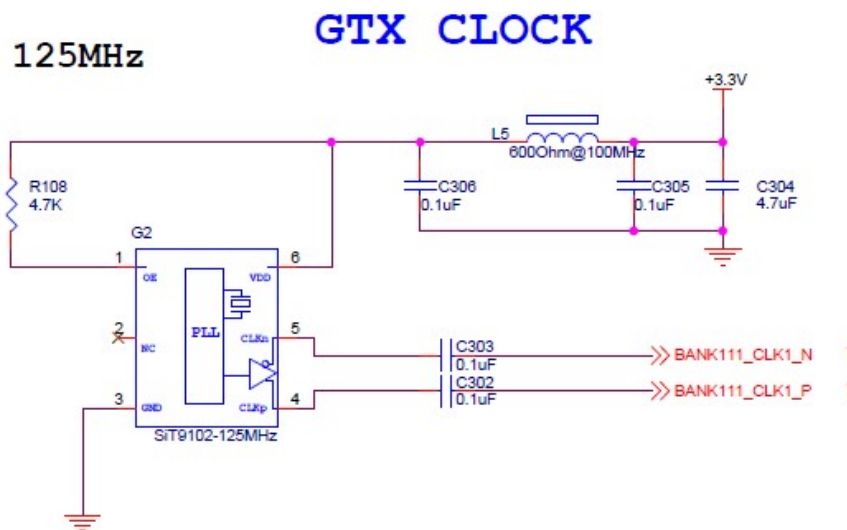 GTX CLOCK
125MHz
+3.3V
L5
600Ohm@100MHz
R108
4.7K
C306
0.1uF
C305
0.1uF
C304
4.7uF
G2
1
OE
6
VDD
2
NC
PLL
5
CLKn
3
GND
4
CLKp
SiT9102-125MHz
C303
0.1uF
BANK111_CLK1_N
C302
0.1uF
BANK111_CLK1_P